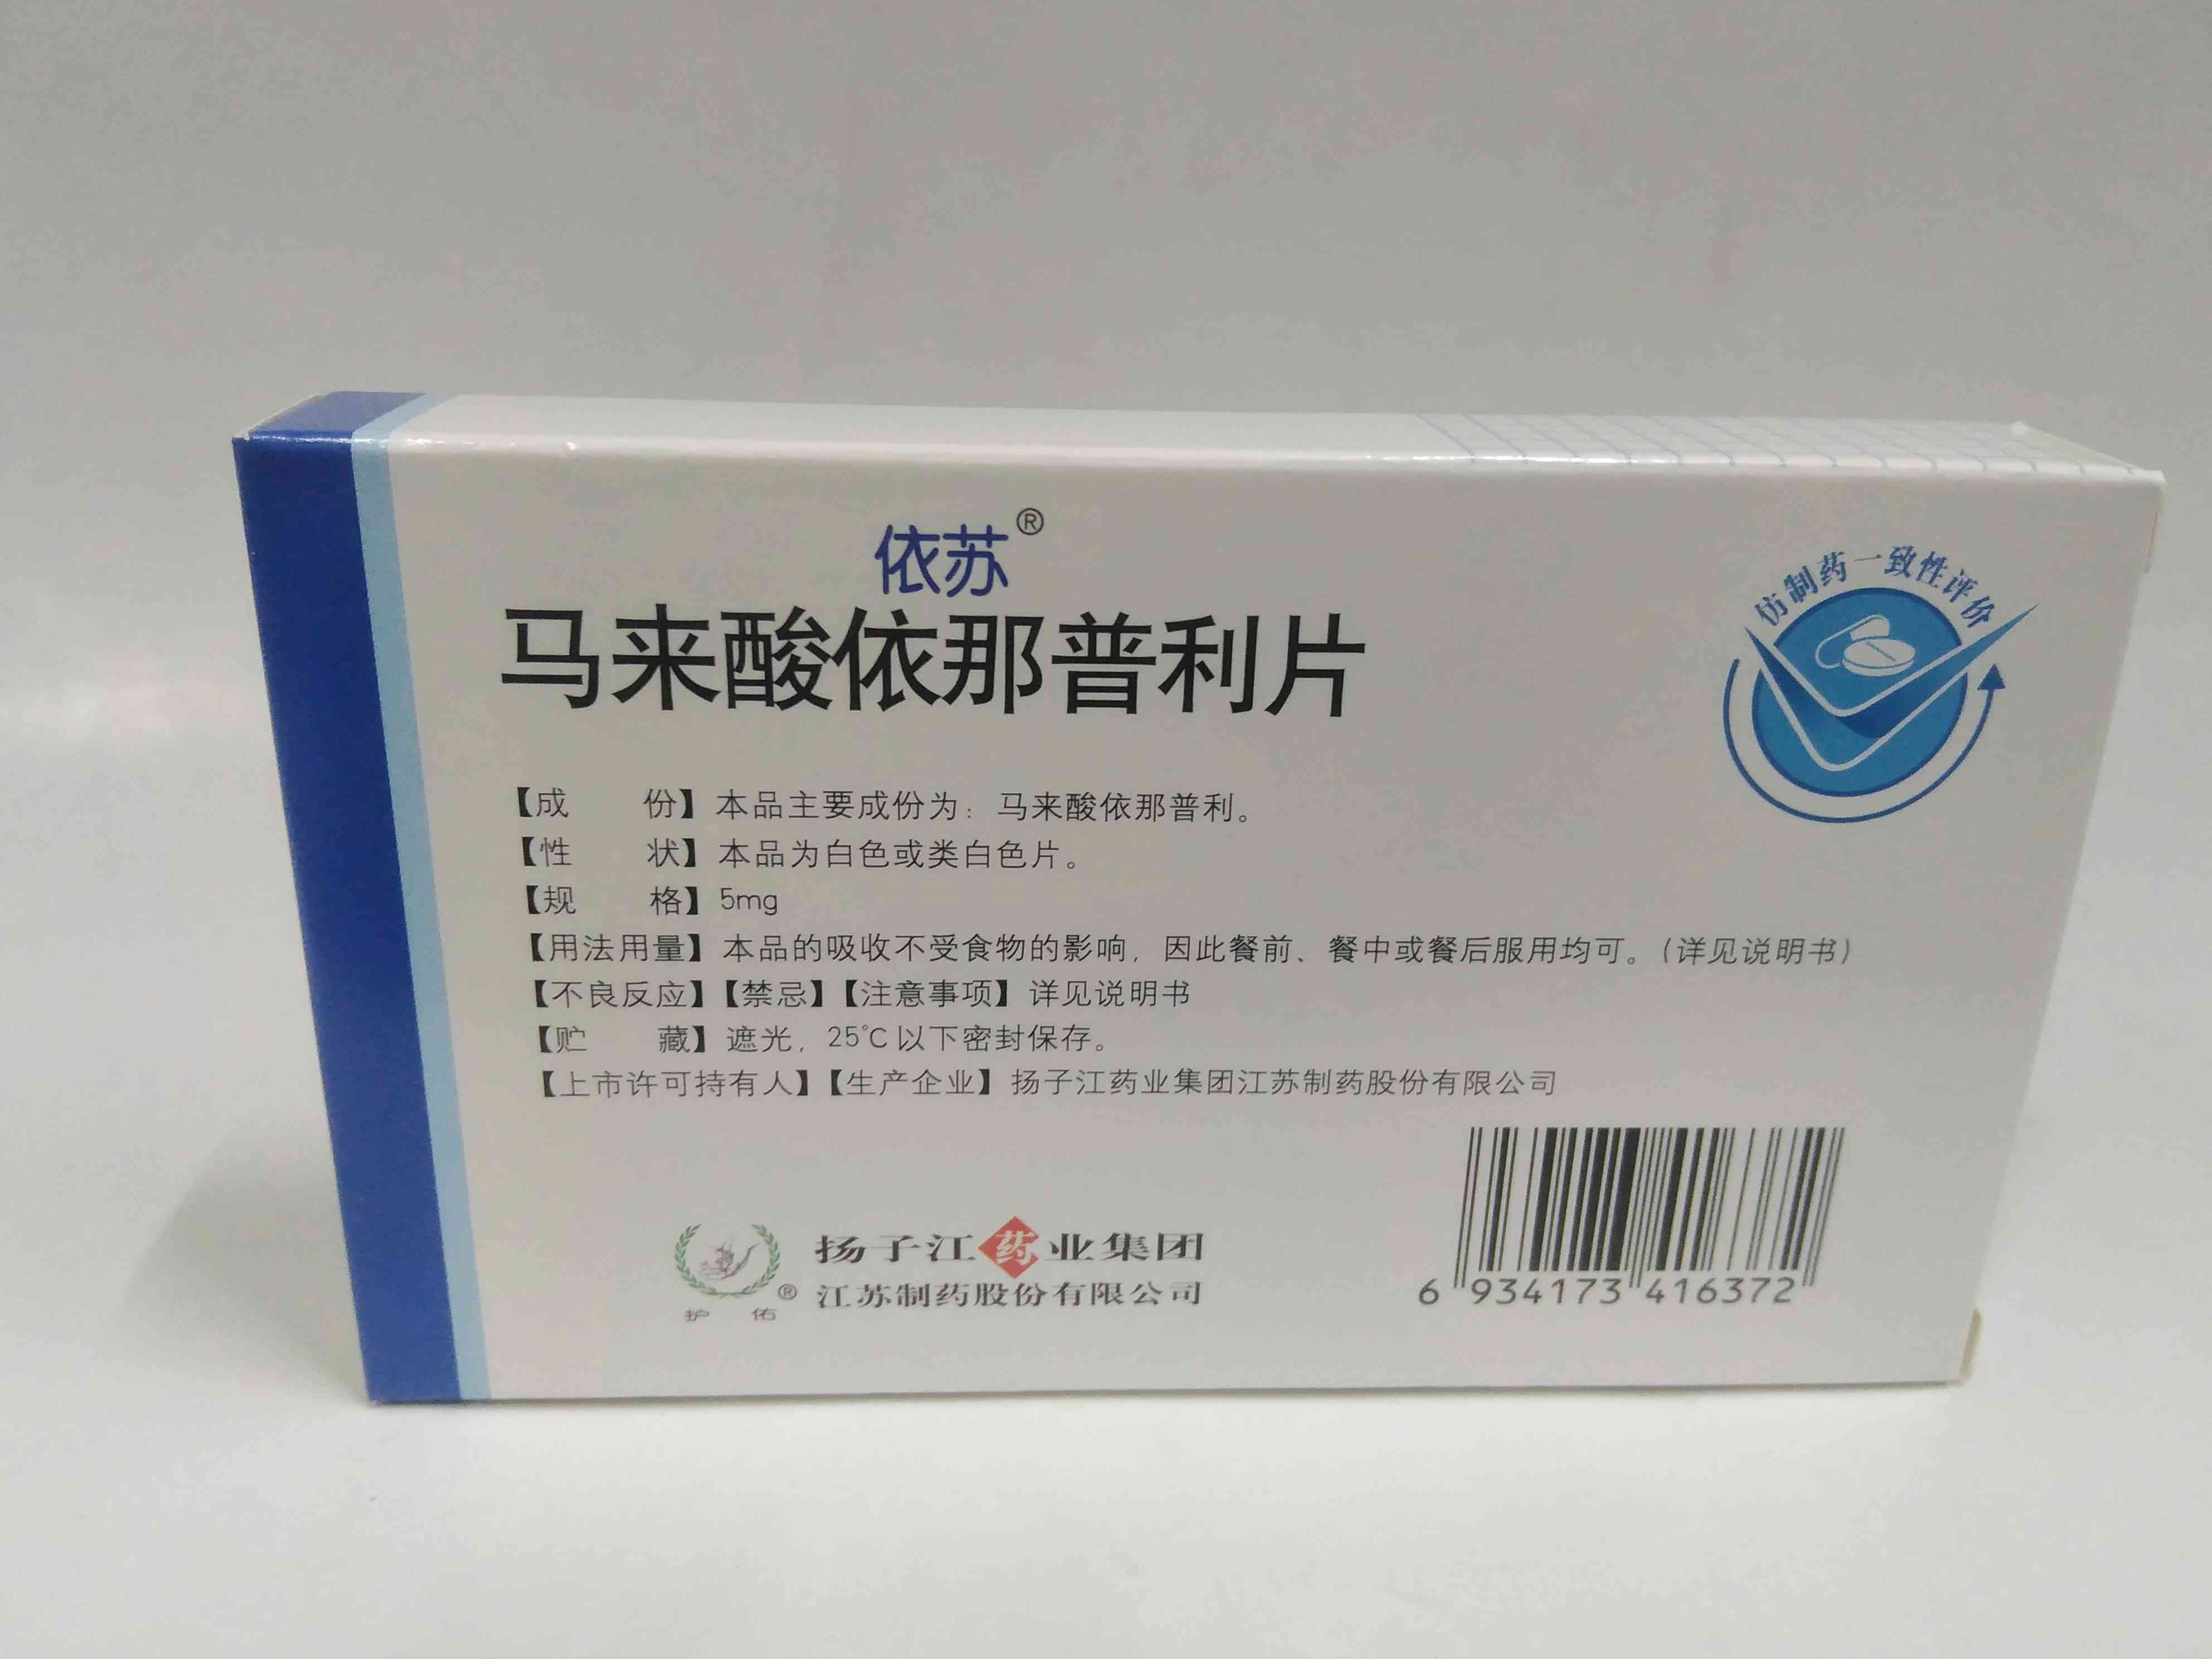 依苏®
马来酸依那普利片
仿制药一致性评价
【成 份】本品主要成份为：马来酸依那普利。
【性 状】本品为白色或类白色片。
【规 格】5mg
【用法用量】本品的吸收不受食物的影响，因此餐前、餐中或餐后服用均可。(详见说明书)
【不良反应】【禁忌】【注意事项】详见说明书
【贮 藏】遮光，25℃以下密封保存。
【上市许可持有人】【生产企业】扬子江药业集团江苏制药股份有限公司
扬子江药业集团
江苏制药股份有限公司
护佑®
6 934173 416372